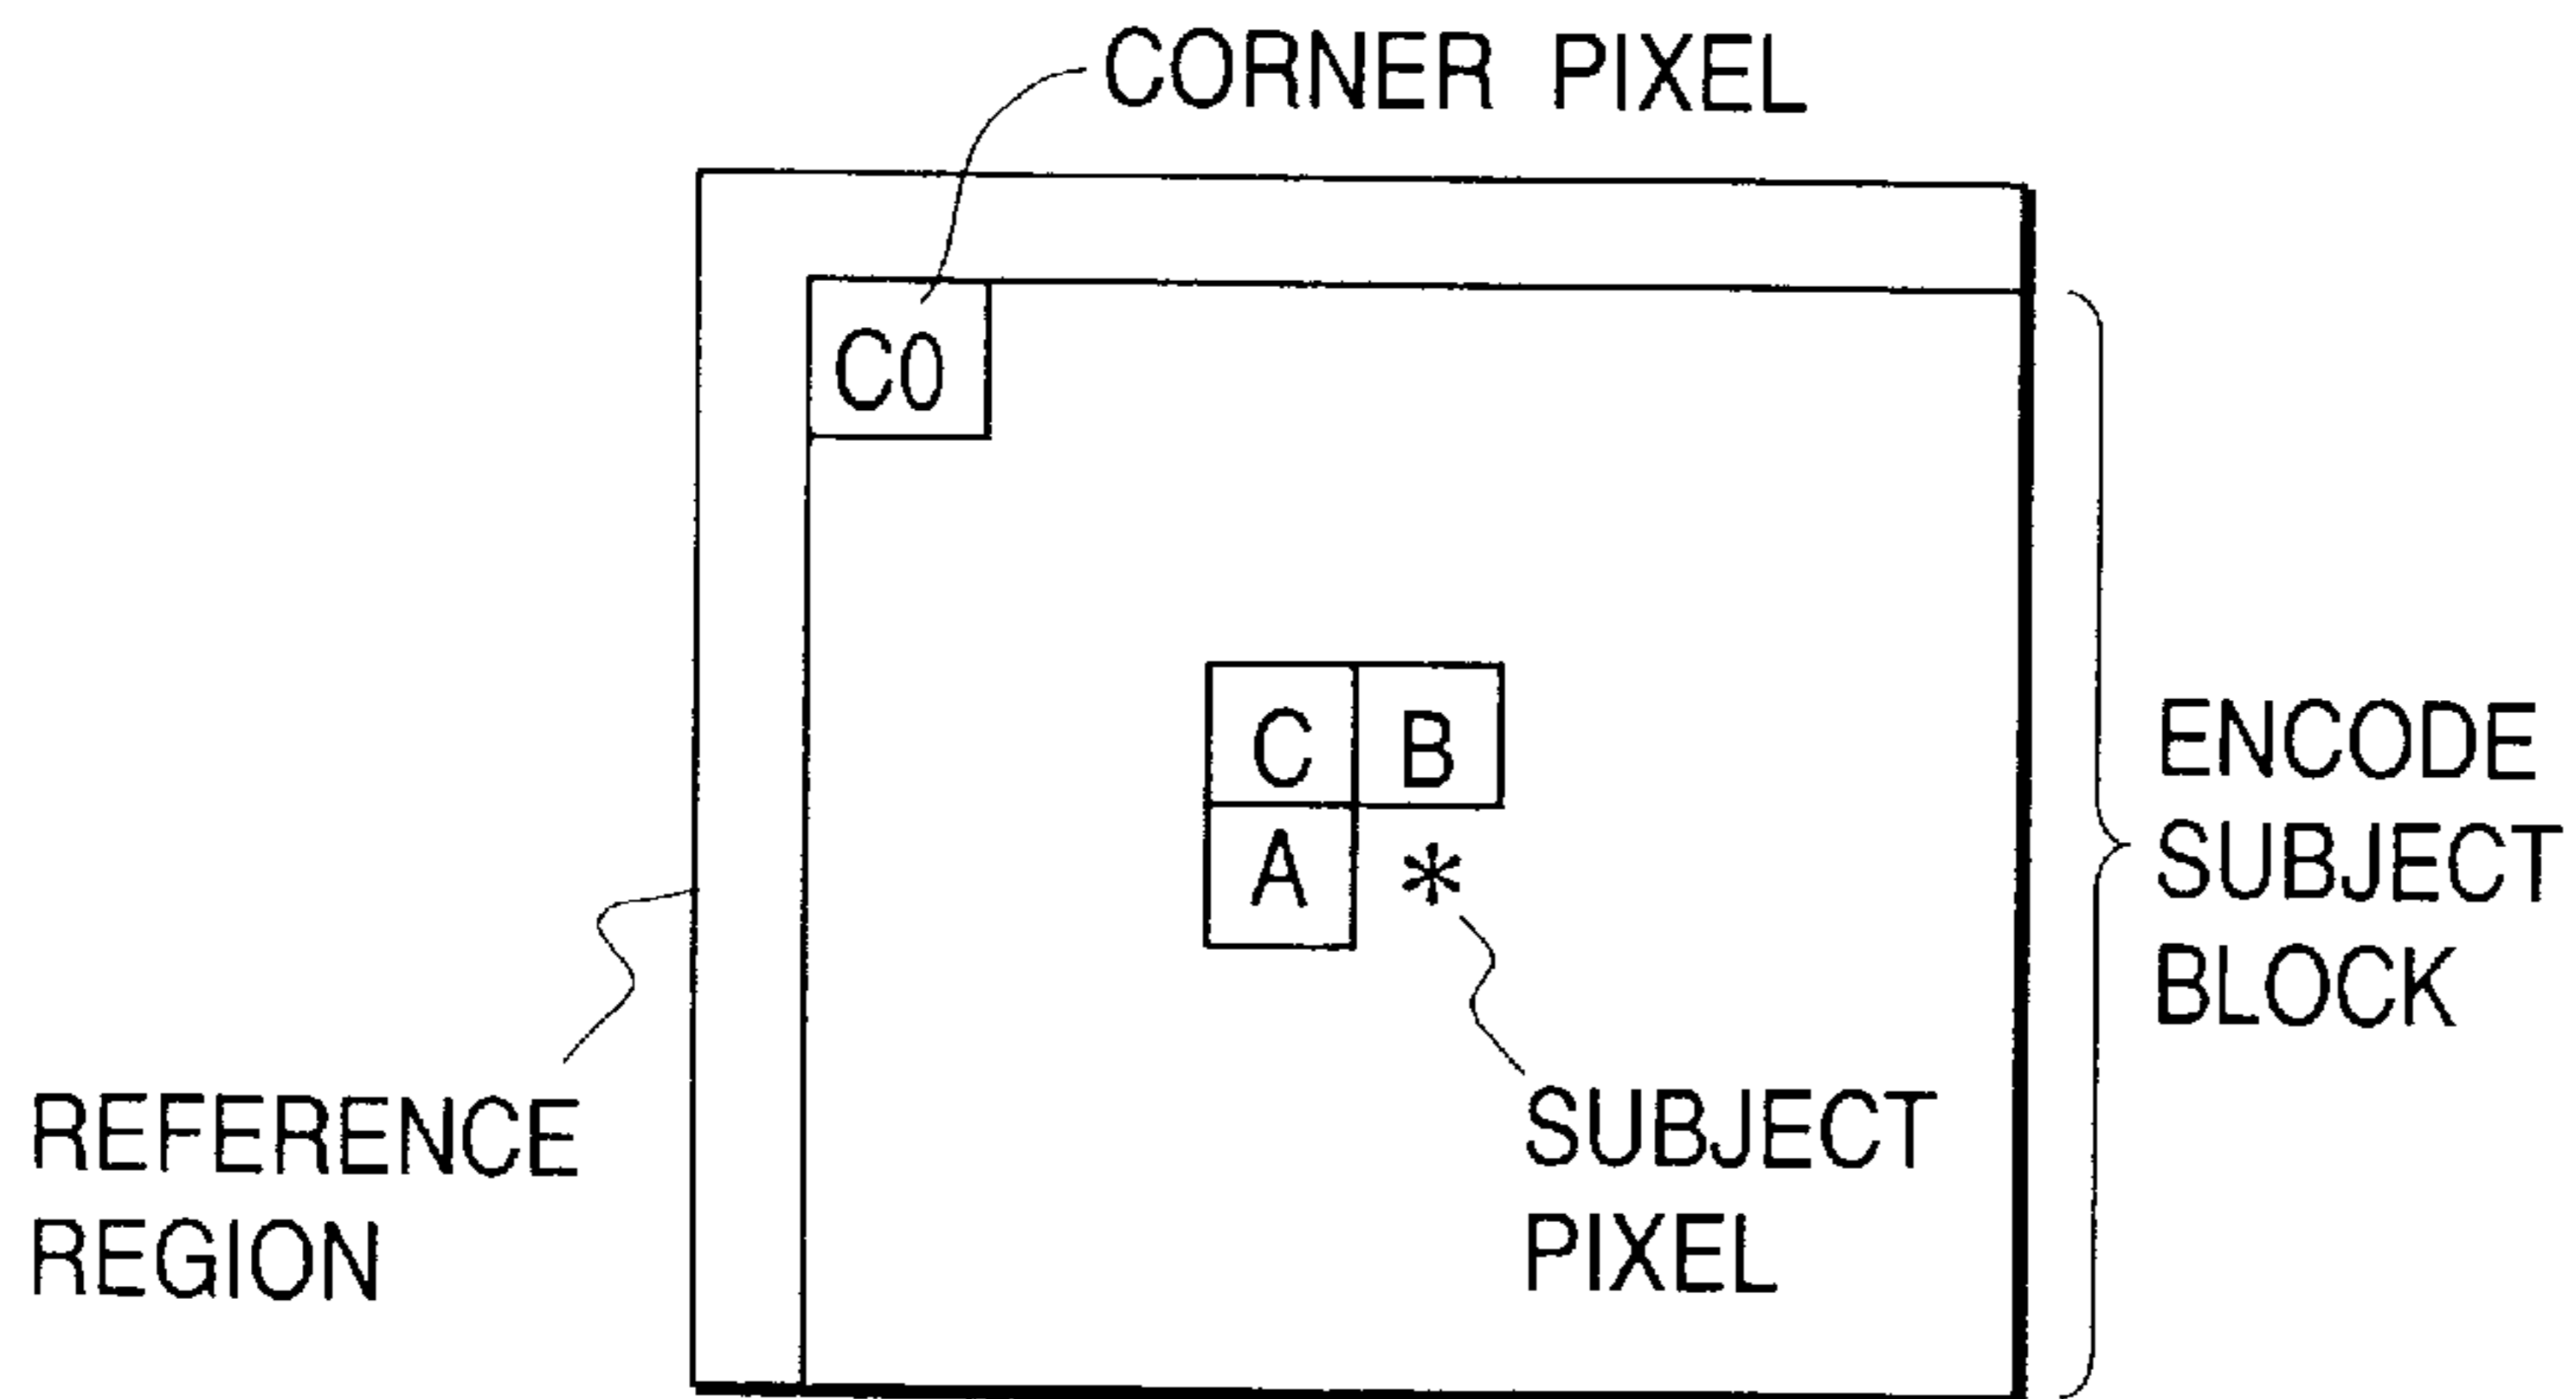 CORNER PIXEL
C0
C B
A *
ENCODE
SUBJECT
BLOCK
REFERENCE
REGION
SUBJECT
PIXEL